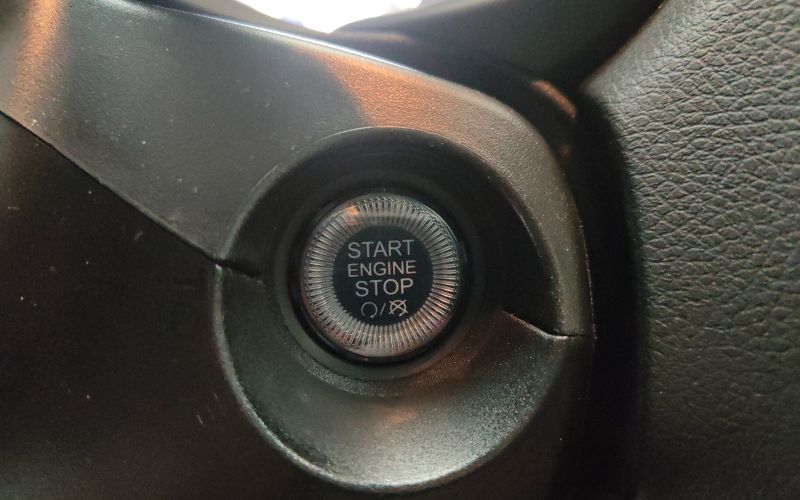 START
ENGINE
STOP
/